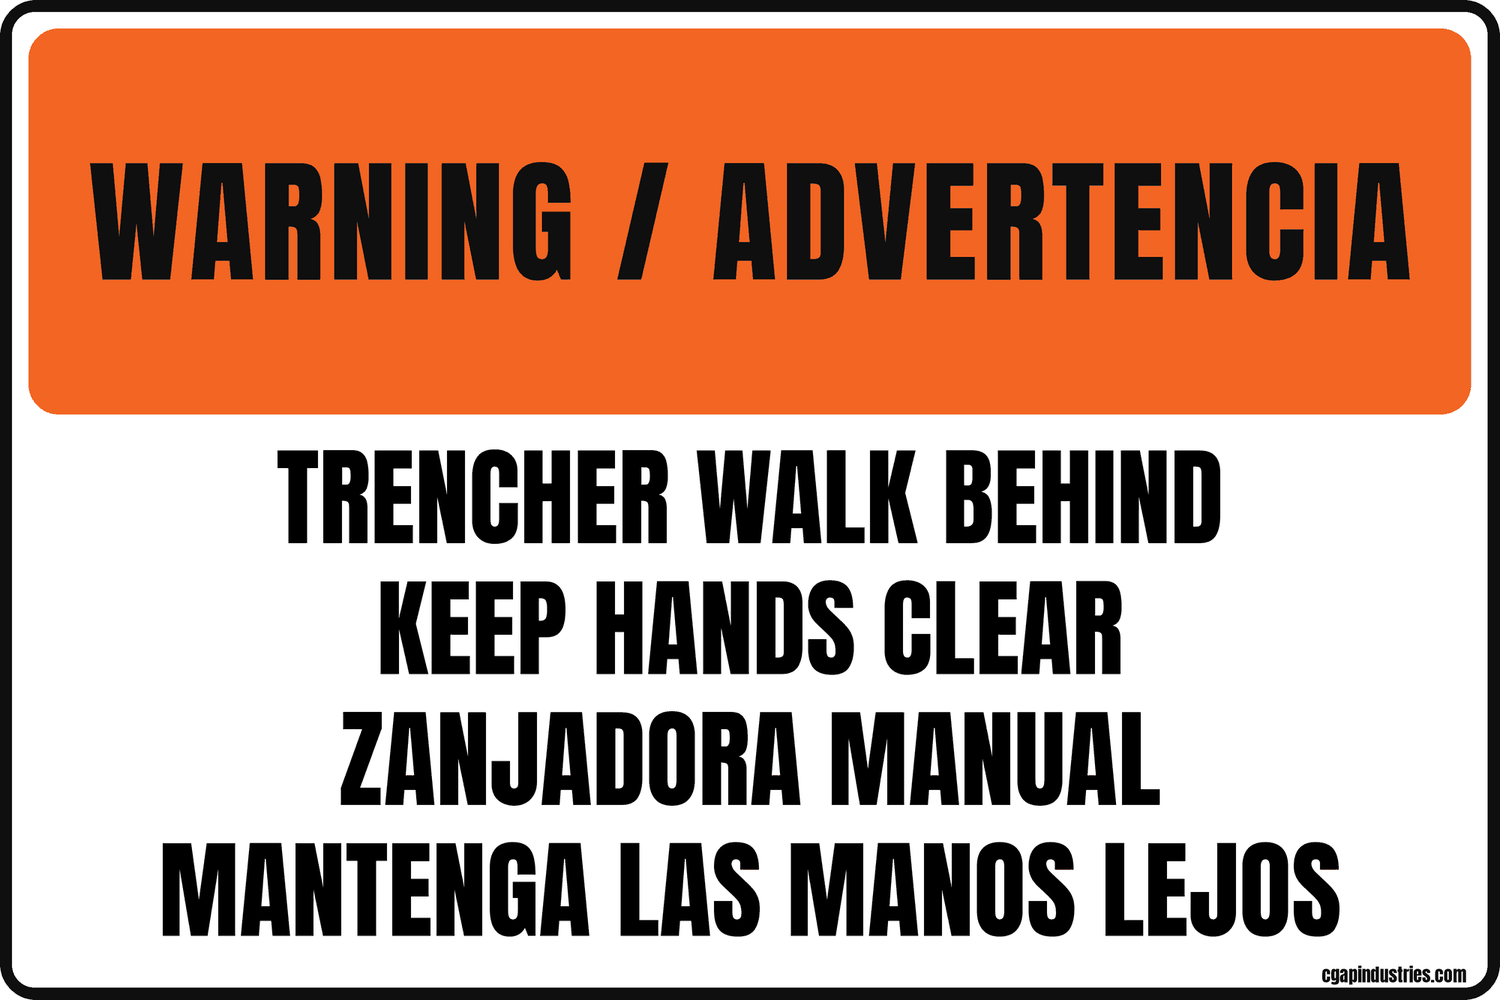 WARNING / ADVERTENCIA
TRENCHER WALK BEHIND
KEEP HANDS CLEAR
ZANJADORA MANUAL
MANTENGA LAS MANOS LEJOS
cgapindustries.com